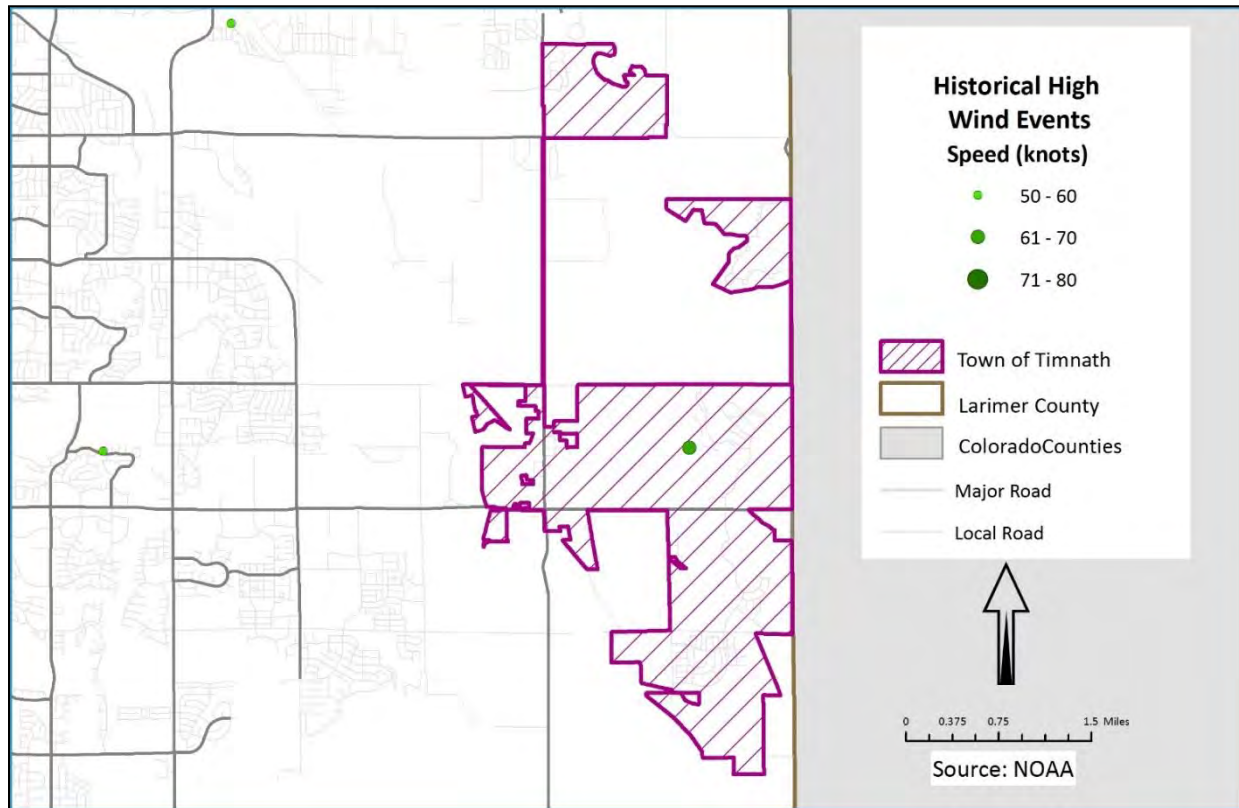 Historical High
Wind Events
Speed (knots)
50 - 60
61 - 70
71 - 80
Town of Timnath
Larimer County
ColoradoCounties
Major Road
Local Road
0 0.375 0.75 1.5 Miles
Source: NOAA